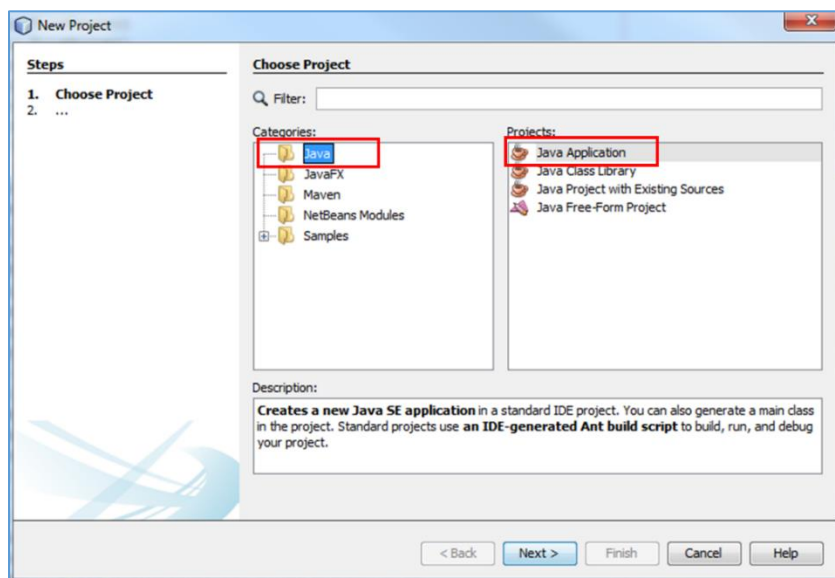 New Project
Steps
1. Choose Project
2. ...
Choose Project
Filter:
Categories:
Java
JavaFX
Maven
NetBeans Modules
Samples
Projects:
Java Application
Java Class Library
Java Project with Existing Sources
Java Free-Form Project
Description:
Creates a new Java SE application in a standard IDE project. You can also generate a main class
in the project. Standard projects use an IDE-generated Ant build script to build, run, and debug
your project.
< Back Next > Finish Cancel Help